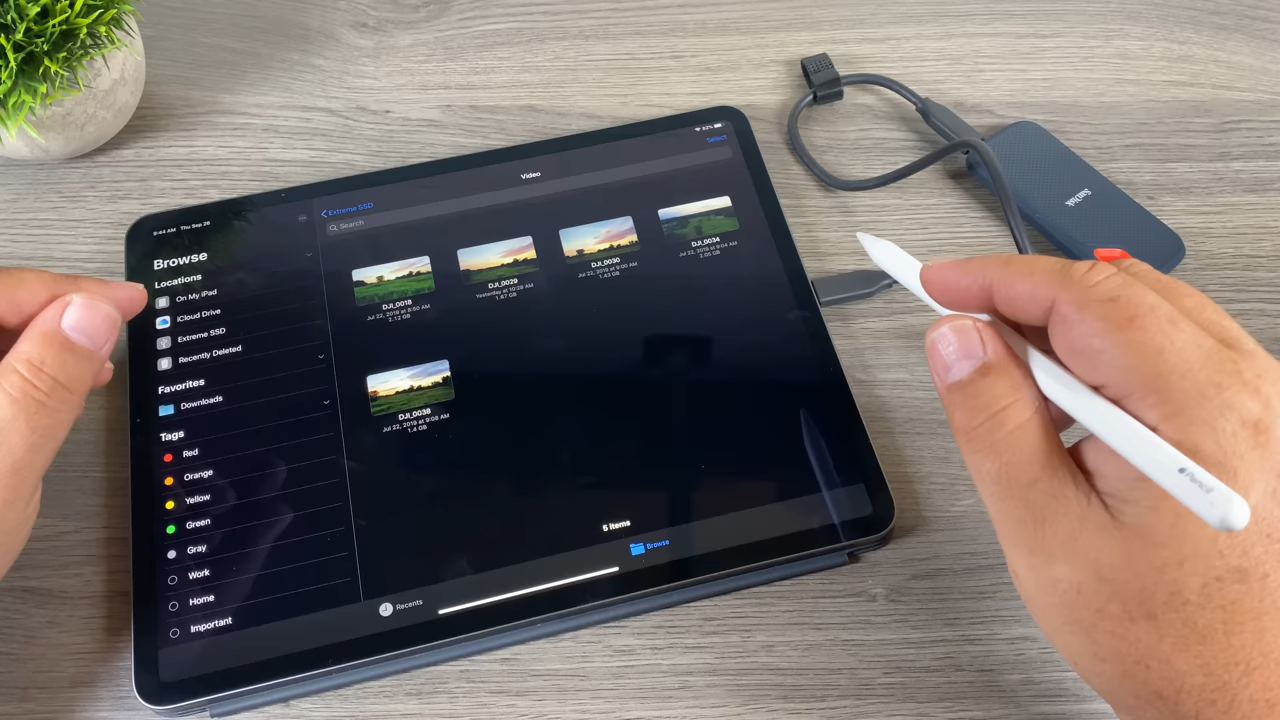 9:44 AM Thu Sep 26
82%
Select
Video
Extreme SSD
Search
Browse
Locations
On My iPad
iCloud Drive
Extreme SSD
Recently Deleted
Favorites
Downloads
Tags
Red
Orange
Yellow
Green
Gray
Work
Home
Important
DJI_0018
Jul 22, 2019 at 8:50 AM
2.12 GB
DJI_0029
Yesterday at 10:28 AM
1.67 GB
DJI_0030
Jul 22, 2019 at 9:00 AM
1.43 GB
DJI_0034
Jul 22, 2019 at 9:04 AM
2.05 GB
DJI_0038
Jul 22, 2019 at 9:08 AM
1.4 GB
5 items
Recents
Browse
SanDisk
Pencil